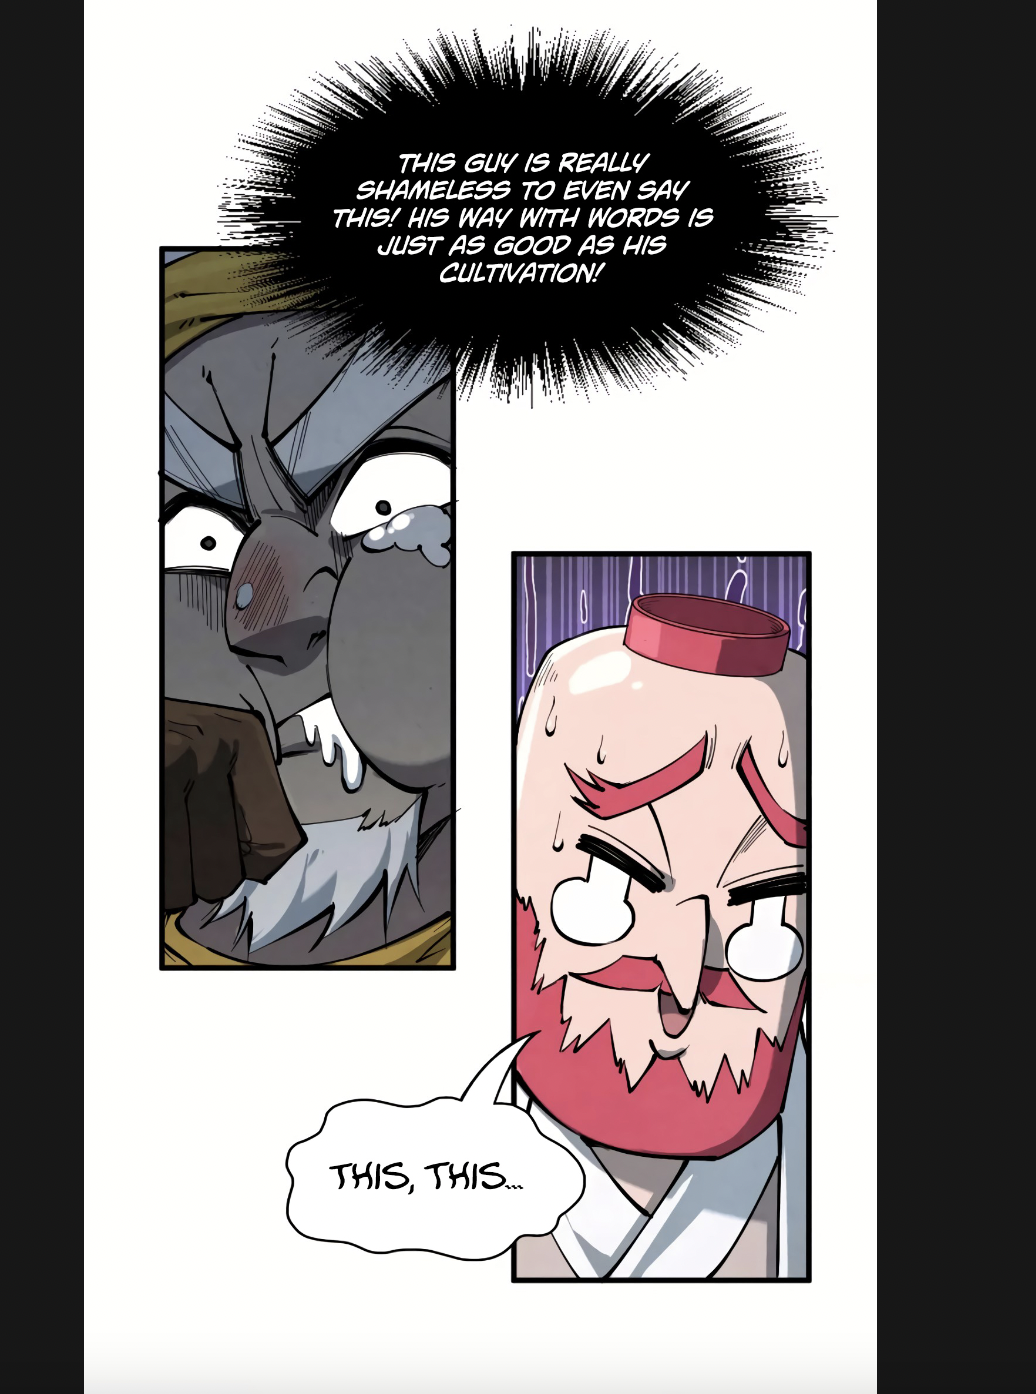 THIS GUY IS REALLY
SHAMELESS TO EVEN SAY
THIS! HIS WAY WITH WORDS IS
JUST AS GOOD AS HIS
CULTIVATION!
THIS, THIS...